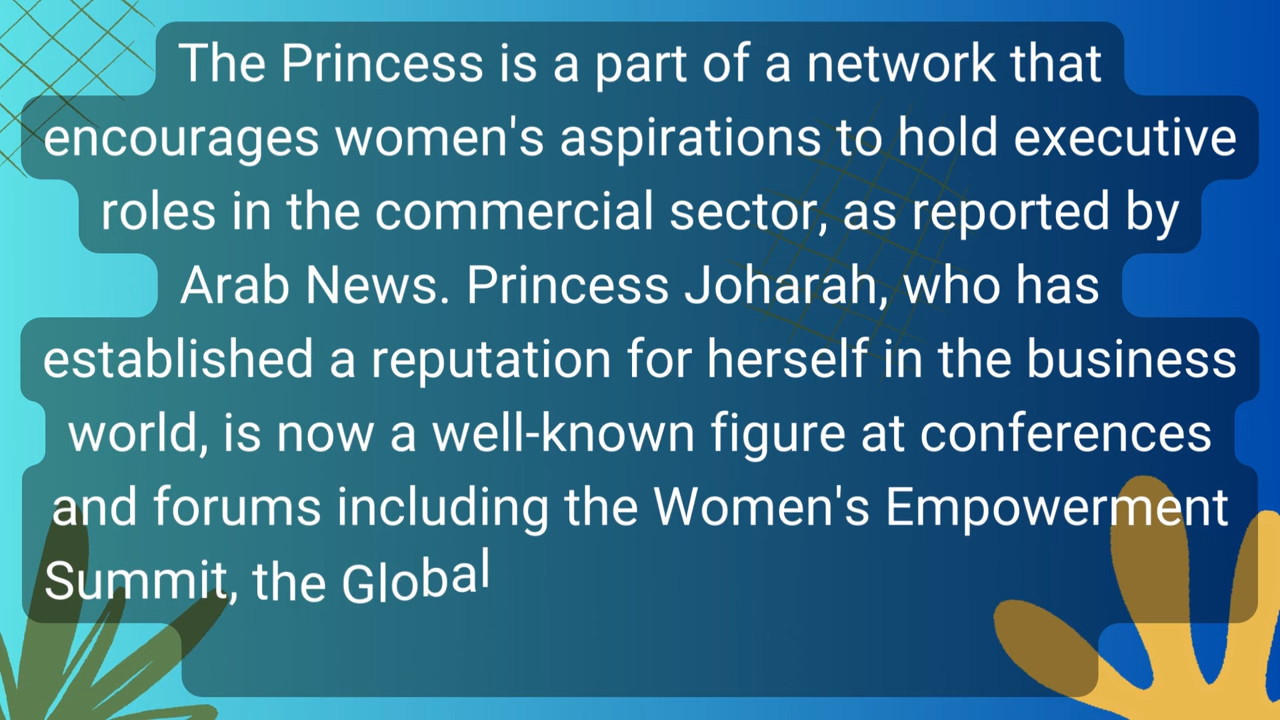 The Princess is a part of a network that
encourages women's aspirations to hold executive
roles in the commercial sector, as reported by
Arab News. Princess Joharah, who has
established a reputation for herself in the business
world, is now a well-known figure at conferences
and forums including the Women's Empowerment
Summit, the Global